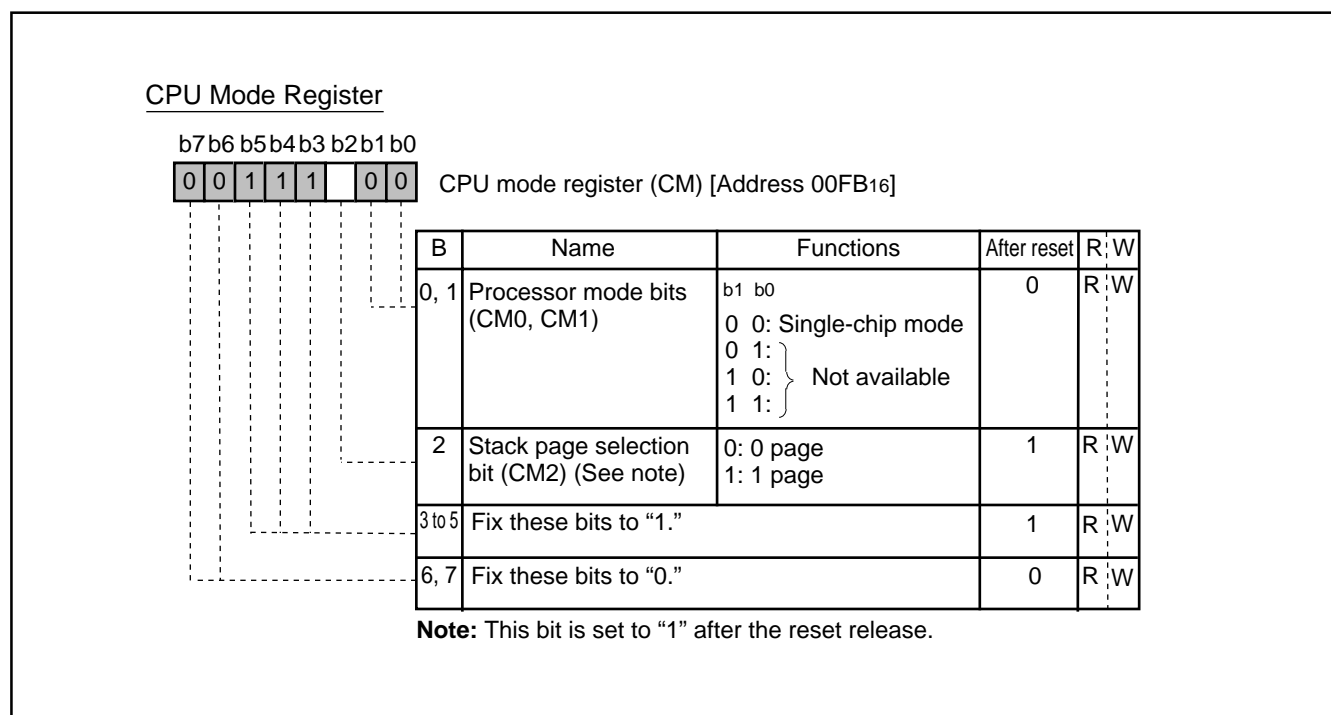 CPU Mode Register
b7 b6 b5 b4 b3 b2 b1 b0
0 0 1 1 1 0 0 CPU mode register (CM) [Address 00FB16]
B Name Functions After reset R W
0, 1 Processor mode bits b1 b0 0 R W
(CM0, CM1) 0 0: Single-chip mode
0 1:
1 0: Not available
1 1:
2 Stack page selection 0: 0 page 1 R W
bit (CM2) (See note) 1: 1 page
3 to 5 Fix these bits to “1.” 1 R W
6, 7 Fix these bits to “0.” 0 R W
Note: This bit is set to “1” after the reset release.